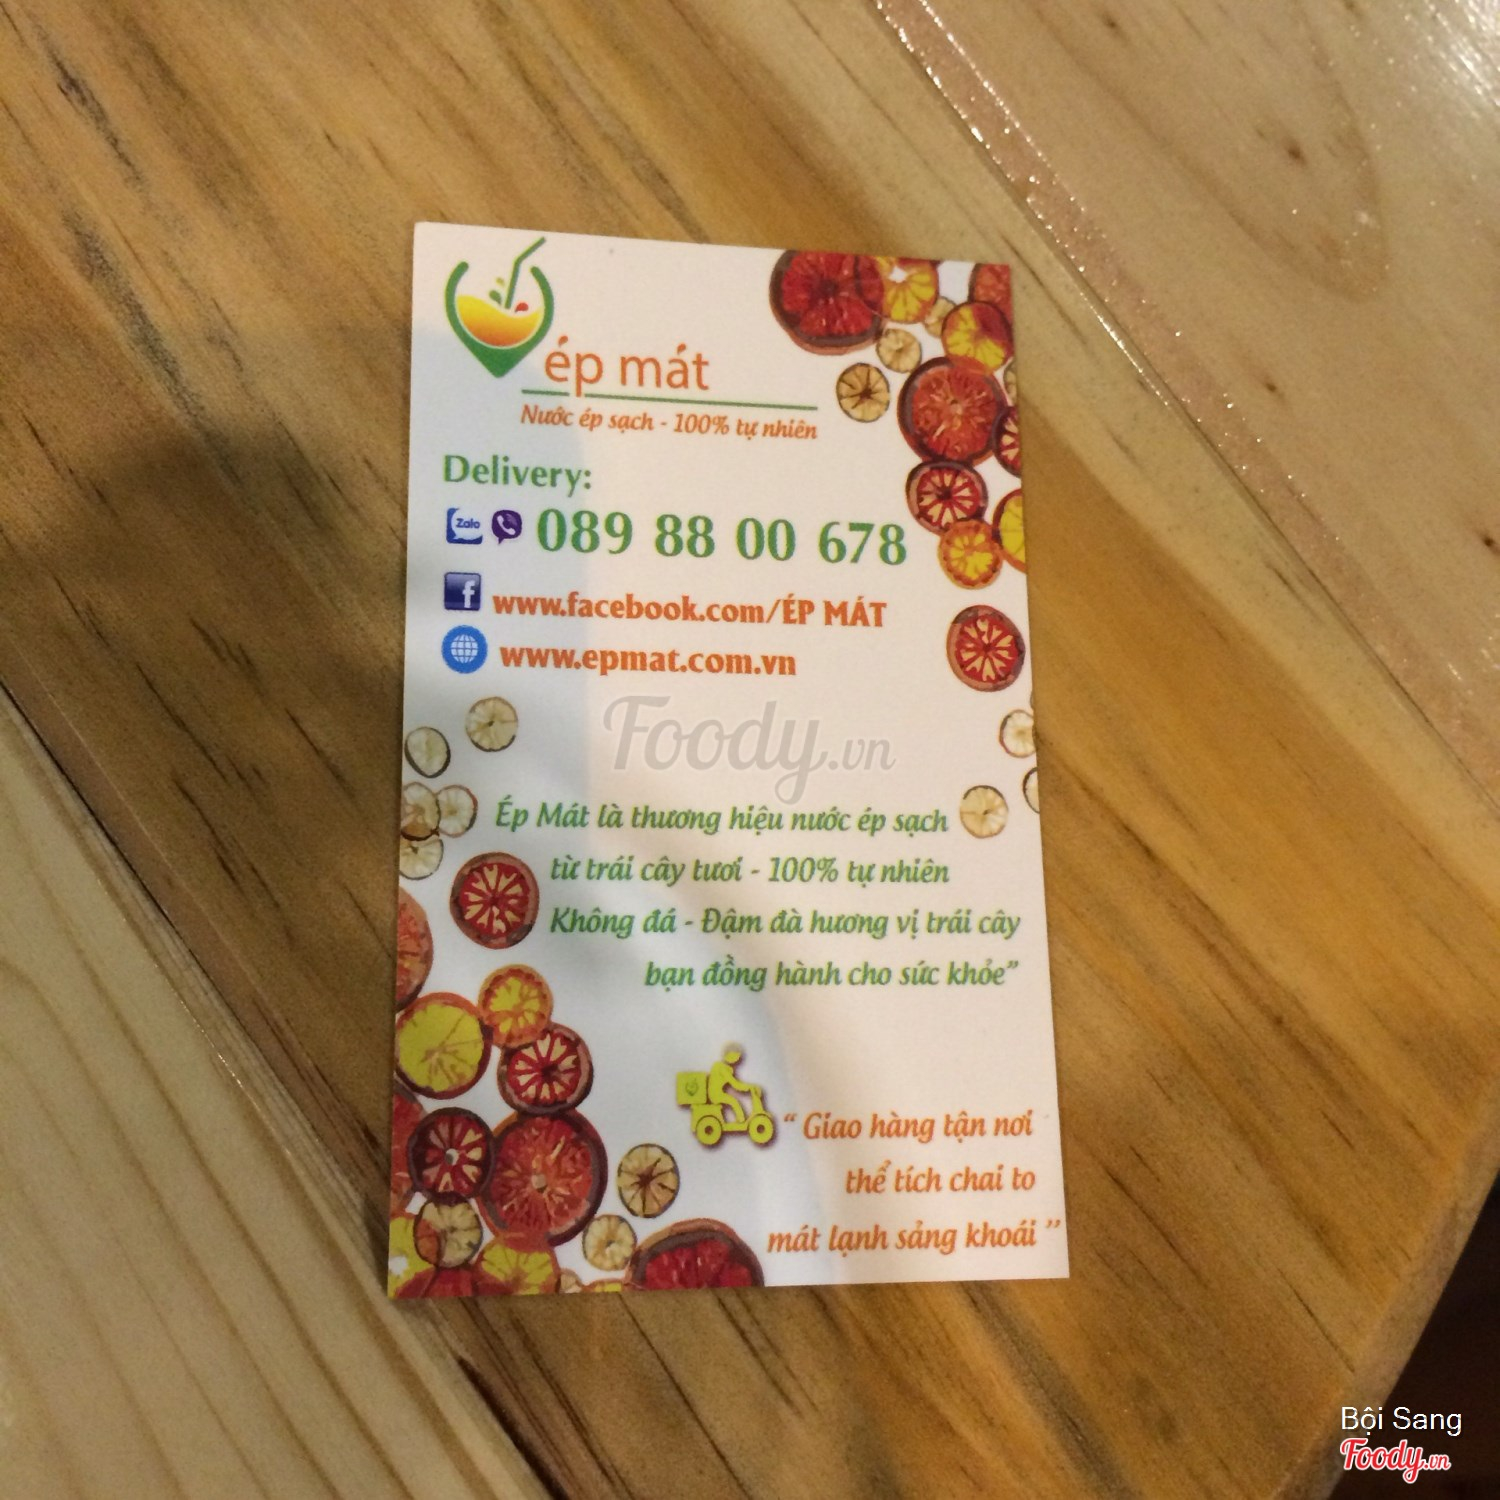 ép mát
Nước ép sạch - 100% tự nhiên
Delivery:
Zalo 089 88 00 678
f www.facebook.com/ÉP MÁT
www.epmat.com.vn
Foody.vn
Ép Mát là thương hiệu nước ép sạch
từ trái cây tươi - 100% tự nhiên
Không đá - Đậm đà hương vị trái cây
bạn đồng hành cho sức khỏe”
“ Giao hàng tận nơi
thể tích chai to
mát lạnh sảng khoái ”
Bội Sang
Foody.vn